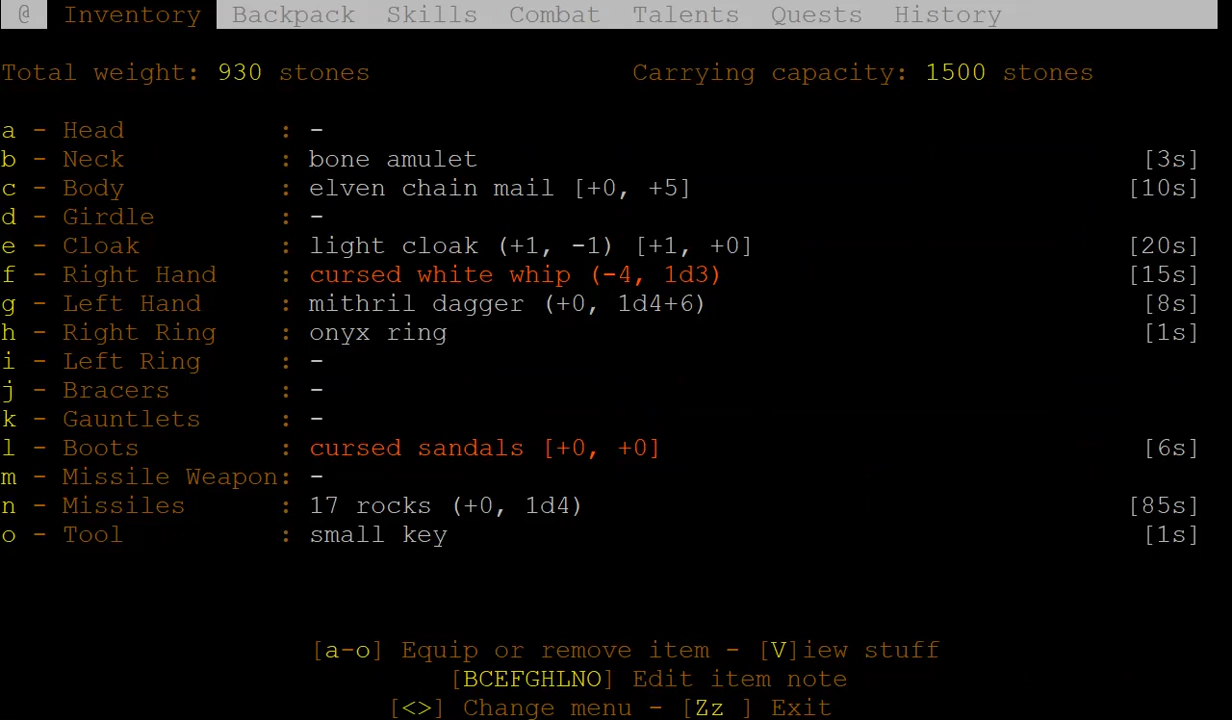 @ Inventory Backpack Skills Combat Talents Quests History
Total weight: 930 stones Carrying capacity: 1500 stones
a - Head : -
b - Neck : bone amulet [3s]
c - Body : elven chain mail [+0, +5] [10s]
d - Girdle : -
e - Cloak : light cloak (+1, -1) [+1, +0] [20s]
f - Right Hand : cursed white whip (-4, 1d3) [15s]
g - Left Hand : mithril dagger (+0, 1d4+6) [8s]
h - Right Ring : onyx ring [1s]
i - Left Ring : -
j - Bracers : -
k - Gauntlets : -
l - Boots : cursed sandals [+0, +0] [6s]
m - Missile Weapon: -
n - Missiles : 17 rocks (+0, 1d4) [85s]
o - Tool : small key [1s]
[a-o] Equip or remove item - [V]iew stuff
[BCEFGHLNO] Edit item note
[<>] Change menu - [Zz ] Exit